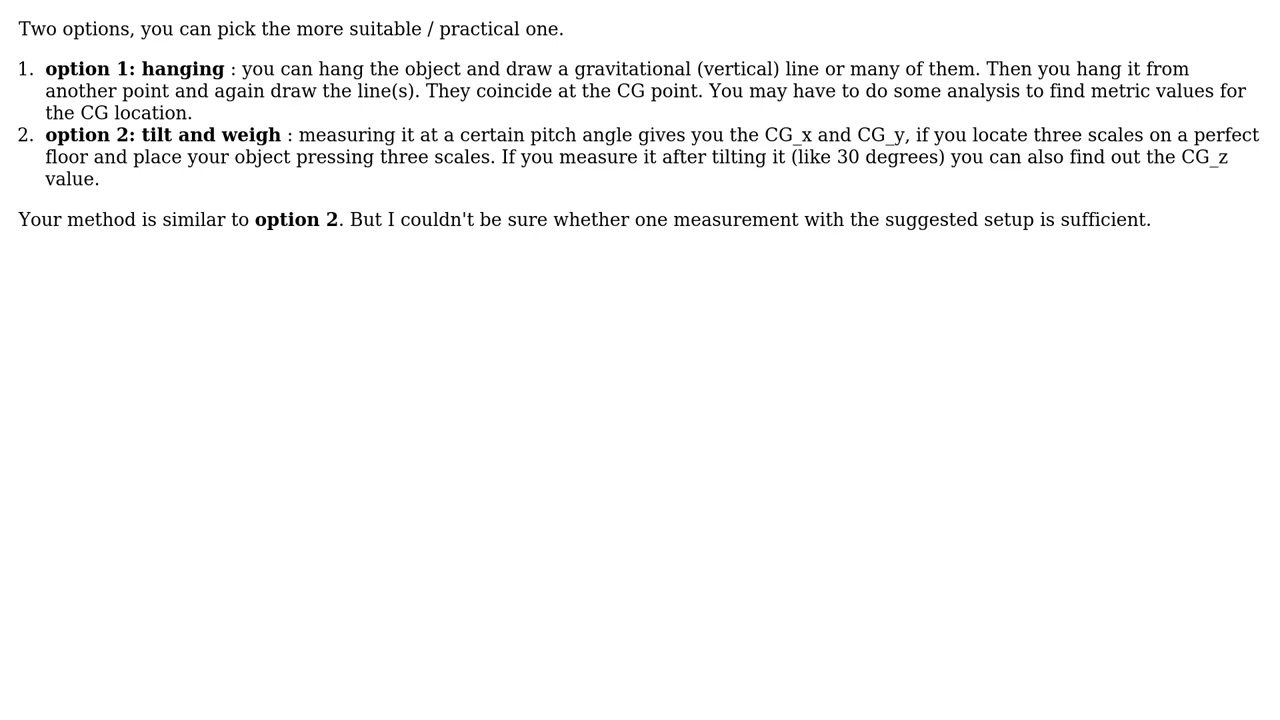 Two options, you can pick the more suitable / practical one.
1. option 1: hanging : you can hang the object and draw a gravitational (vertical) line or many of them. Then you hang it from
another point and again draw the line(s). They coincide at the CG point. You may have to do some analysis to find metric values for
the CG location.
2. option 2: tilt and weigh : measuring it at a certain pitch angle gives you the CG_x and CG_y, if you locate three scales on a perfect
floor and place your object pressing three scales. If you measure it after tilting it (like 30 degrees) you can also find out the CG_z
value.
Your method is similar to option 2. But I couldn't be sure whether one measurement with the suggested setup is sufficient.